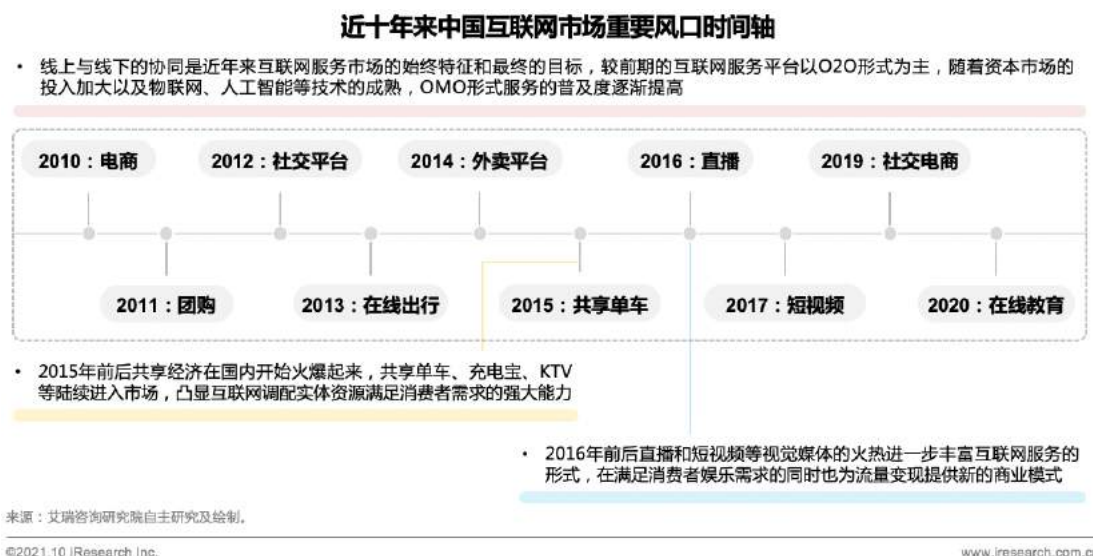 近十年来中国互联网市场重要风口时间轴
• 线上与线下的协同是近年来互联网服务市场的始终特征和最终的目标，较前期的互联网服务平台以O2O形式为主，随着资本市场的
投入加大以及物联网、人工智能等技术的成熟，OMO形式服务的普及度逐渐提高
2010：电商
2012：社交平台
2014：外卖平台
2016：直播
2019：社交电商
2011：团购
2013：在线出行
2015：共享单车
2017：短视频
2020：在线教育
• 2015年前后共享经济在国内开始火爆起来，共享单车、充电宝、KTV
等陆续进入市场，凸显互联网调配实体资源满足消费者需求的强大能力
• 2016年前后直播和短视频等视觉媒体的火热进一步丰富互联网服务的
形式，在满足消费者娱乐需求的同时也为流量变现提供新的商业模式
来源：艾瑞咨询研究院自主研究及绘制。
©2021.10 iResearch Inc.
www.iresearch.com.c